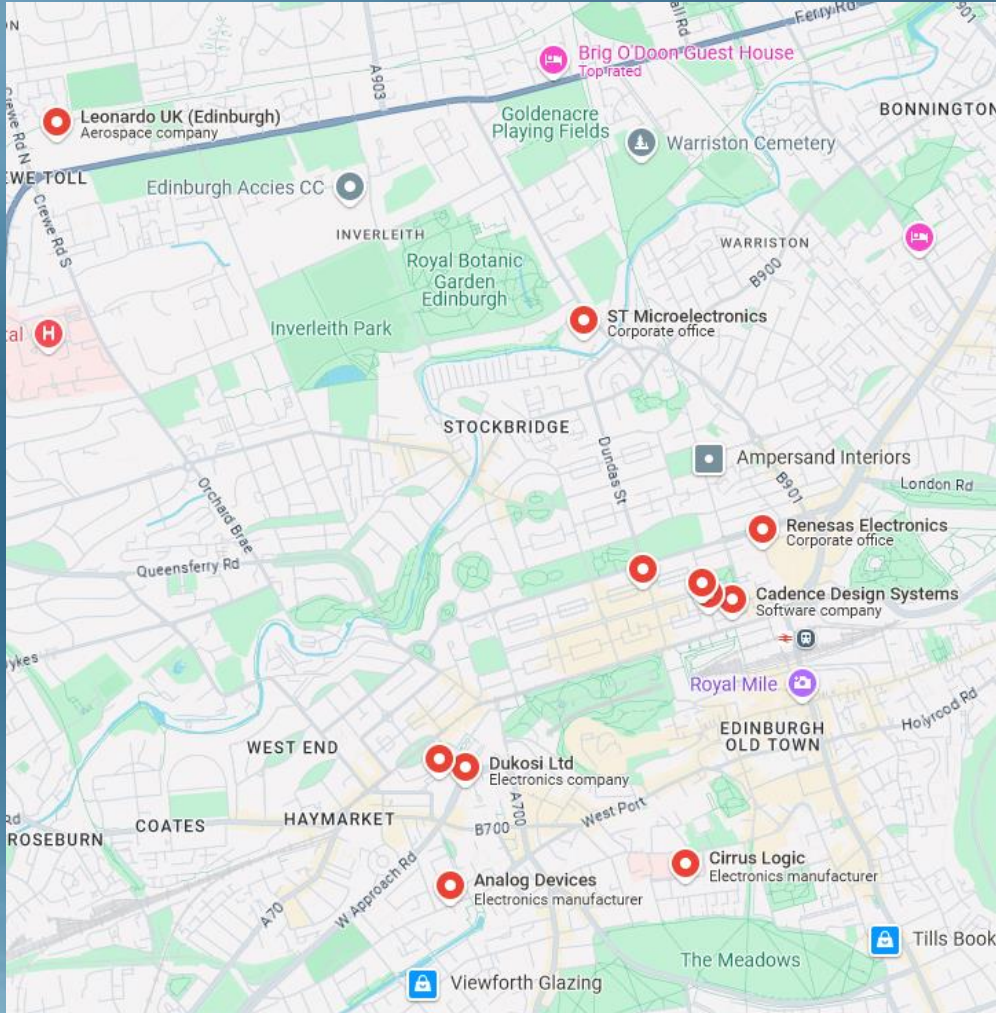 Ferry Rd
Brig O'Doon Guest House
Top rated
A903
BONNINGTON
Leonardo UK (Edinburgh)
Aerospace company
Goldenacre
Playing Fields
Warriston Cemetery
Crewe Rd N
EWE TOLL
Edinburgh Accies CC
Crewe Rd S
INVERLEITH
WARRISTON
Royal Botanic
Garden
Edinburgh
B900
ST Microelectronics
Corporate office
Inverleith Park
H
STOCKBRIDGE
Dundas St
Ampersand Interiors
B901
London Rd
Orchard Brae
Renesas Electronics
Corporate office
Queensferry Rd
Cadence Design Systems
Software company
ykes
Royal Mile
Holyrood Rd
EDINBURGH
OLD TOWN
WEST END
Dukosi Ltd
Electronics company
A700
West Port
HAYMARKET
COATES
B700
Rd
ROSEBURN
Cirrus Logic
Electronics manufacturer
W Approach Rd
Analog Devices
Electronics manufacturer
A70
Tills Book
The Meadows
Viewforth Glazing